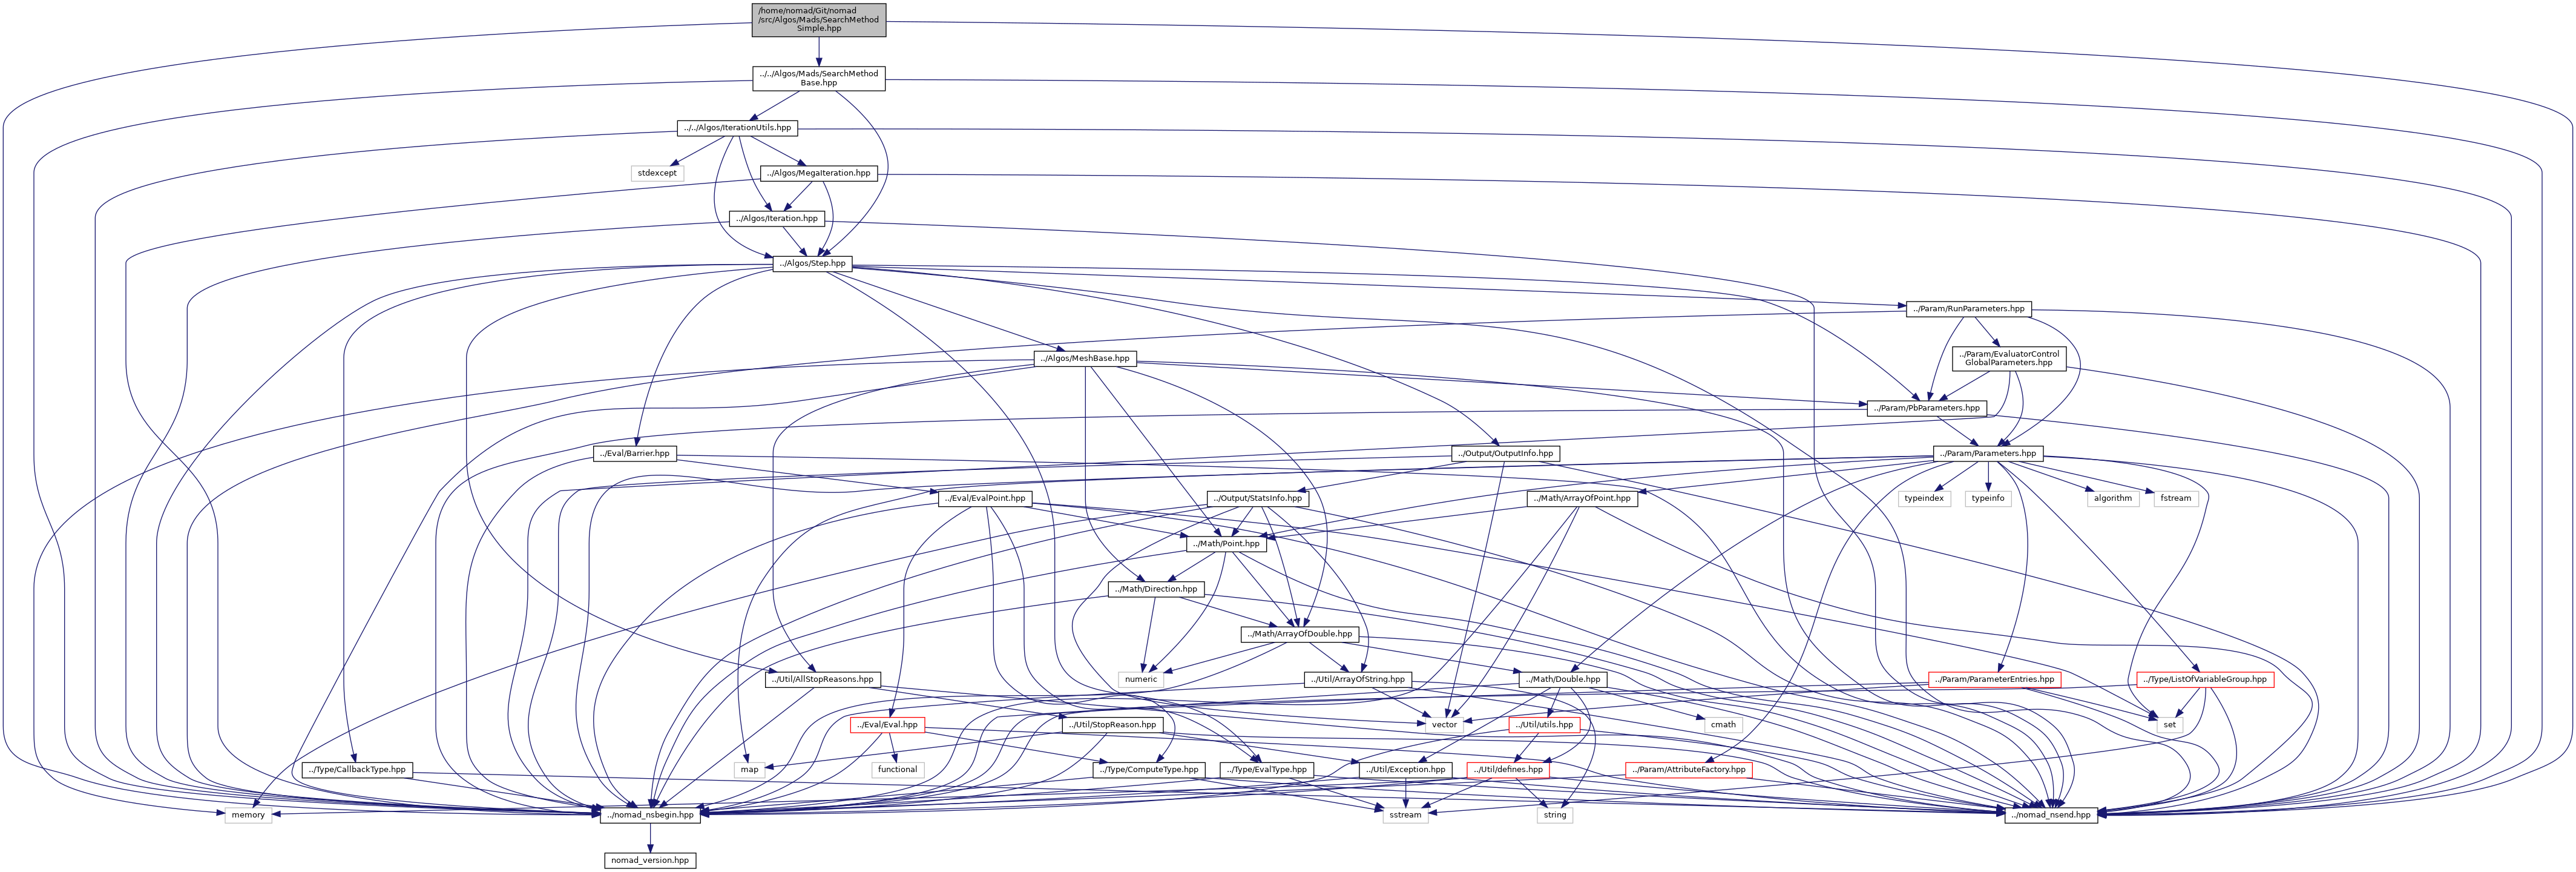 /home/nomad/Git/nomad
/src/Algos/Mads/SearchMethod
Simple.hpp
../../Algos/Mads/SearchMethod
Base.hpp
../../Algos/IterationUtils.hpp
stdexcept
../Algos/MegaIteration.hpp
../Algos/Iteration.hpp
../Algos/Step.hpp
../Param/RunParameters.hpp
../Algos/MeshBase.hpp
../Param/EvaluatorControl
GlobalParameters.hpp
../Param/PbParameters.hpp
../Eval/Barrier.hpp
../Output/OutputInfo.hpp
../Param/Parameters.hpp
../Eval/EvalPoint.hpp
../Output/StatsInfo.hpp
../Math/ArrayOfPoint.hpp
typeindex
typeinfo
algorithm
fstream
../Math/Point.hpp
../Math/Direction.hpp
../Math/ArrayOfDouble.hpp
../Util/AllStopReasons.hpp
numeric
../Util/ArrayOfString.hpp
../Math/Double.hpp
../Param/ParameterEntries.hpp
../Type/ListOfVariableGroup.hpp
../Eval/Eval.hpp
../Util/StopReason.hpp
vector
../Util/utils.hpp
cmath
set
../Type/CallbackType.hpp
map
functional
../Type/ComputeType.hpp
../Type/EvalType.hpp
../Util/Exception.hpp
../Util/defines.hpp
../Param/AttributeFactory.hpp
memory
../nomad_nsbegin.hpp
sstream
string
../nomad_nsend.hpp
nomad_version.hpp